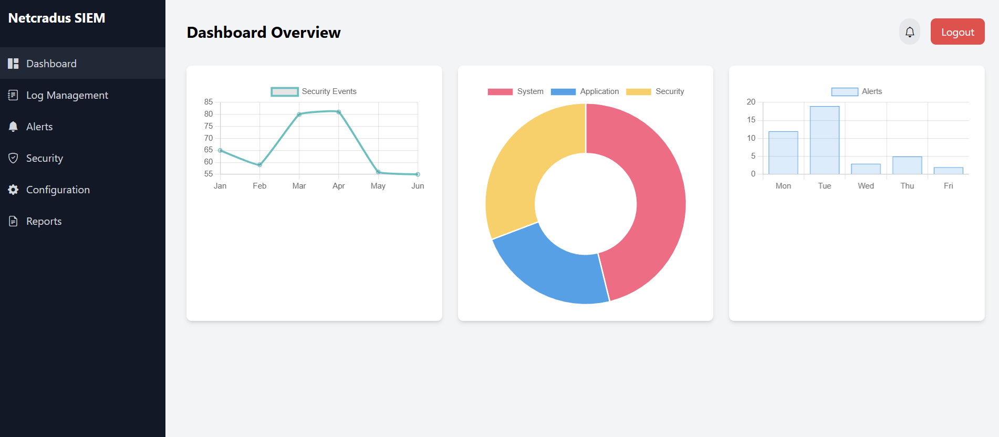 Netcradus SIEM
Dashboard
Log Management
Alerts
Security
Configuration
Reports
Dashboard Overview
Logout
Security Events
85
80
75
70
65
60
55
Jan Feb Mar Apr May Jun
System Application Security
Alerts
20
15
10
5
0
Mon Tue Wed Thu Fri